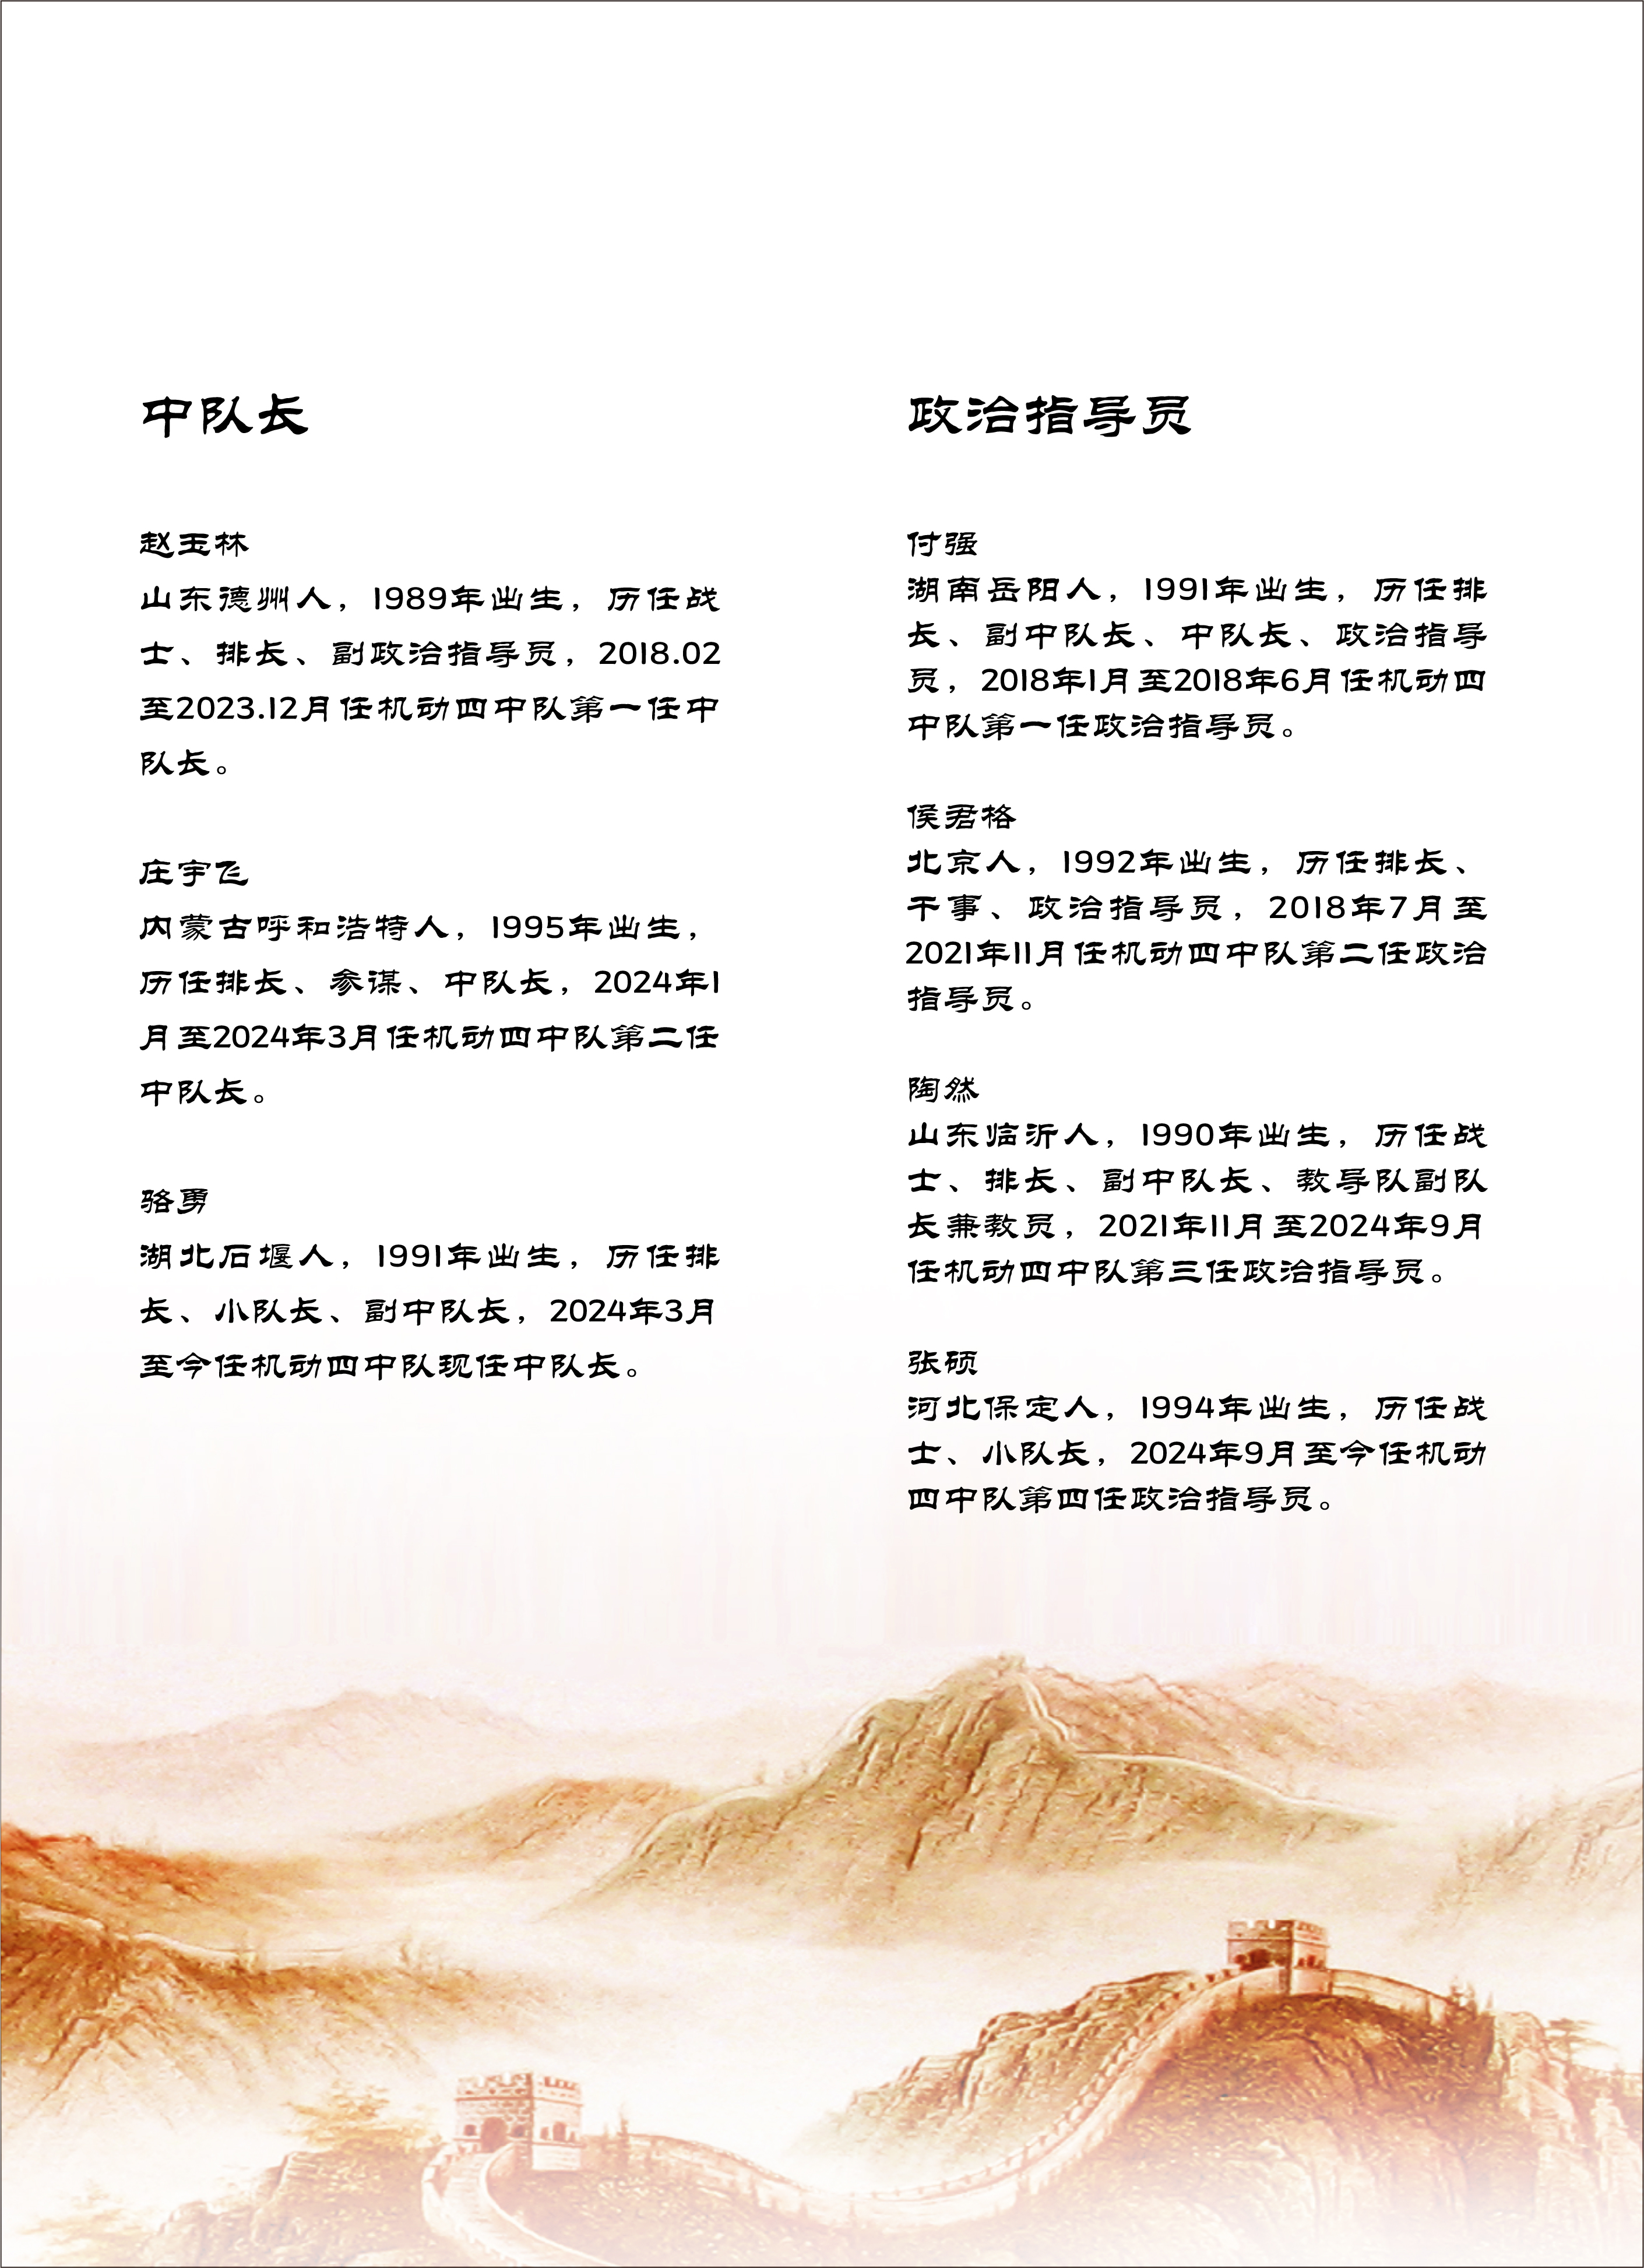 中队长
赵玉林
山东德州人，1989年出生，历任战
士、排长、副政治指导员，2018.02
至2023.12月任机动四中队第一任中
队长。
庄宇飞
内蒙古呼和浩特人，1995年出生，
历任排长、参谋、中队长，2024年1
月至2024年3月任机动四中队第二任
中队长。
骆勇
湖北石堰人，1991年出生，历任排
长、小队长、副中队长，2024年3月
至今任机动四中队现任中队长。
政治指导员
付强
湖南岳阳人，1991年出生，历任排
长、副中队长、中队长、政治指导
员，2018年1月至2018年6月任机动四
中队第一任政治指导员。
侯君格
北京人，1992年出生，历任排长、
干事、政治指导员，2018年7月至
2021年11月任机动四中队第二任政治
指导员。
陶然
山东临沂人，1990年出生，历任战
士、排长、副中队长、教导队副队
长兼教员，2021年11月至2024年9月
任机动四中队第三任政治指导员。
张硕
河北保定人，1994年出生，历任战
士、小队长，2024年9月至今任机动
四中队第四任政治指导员。